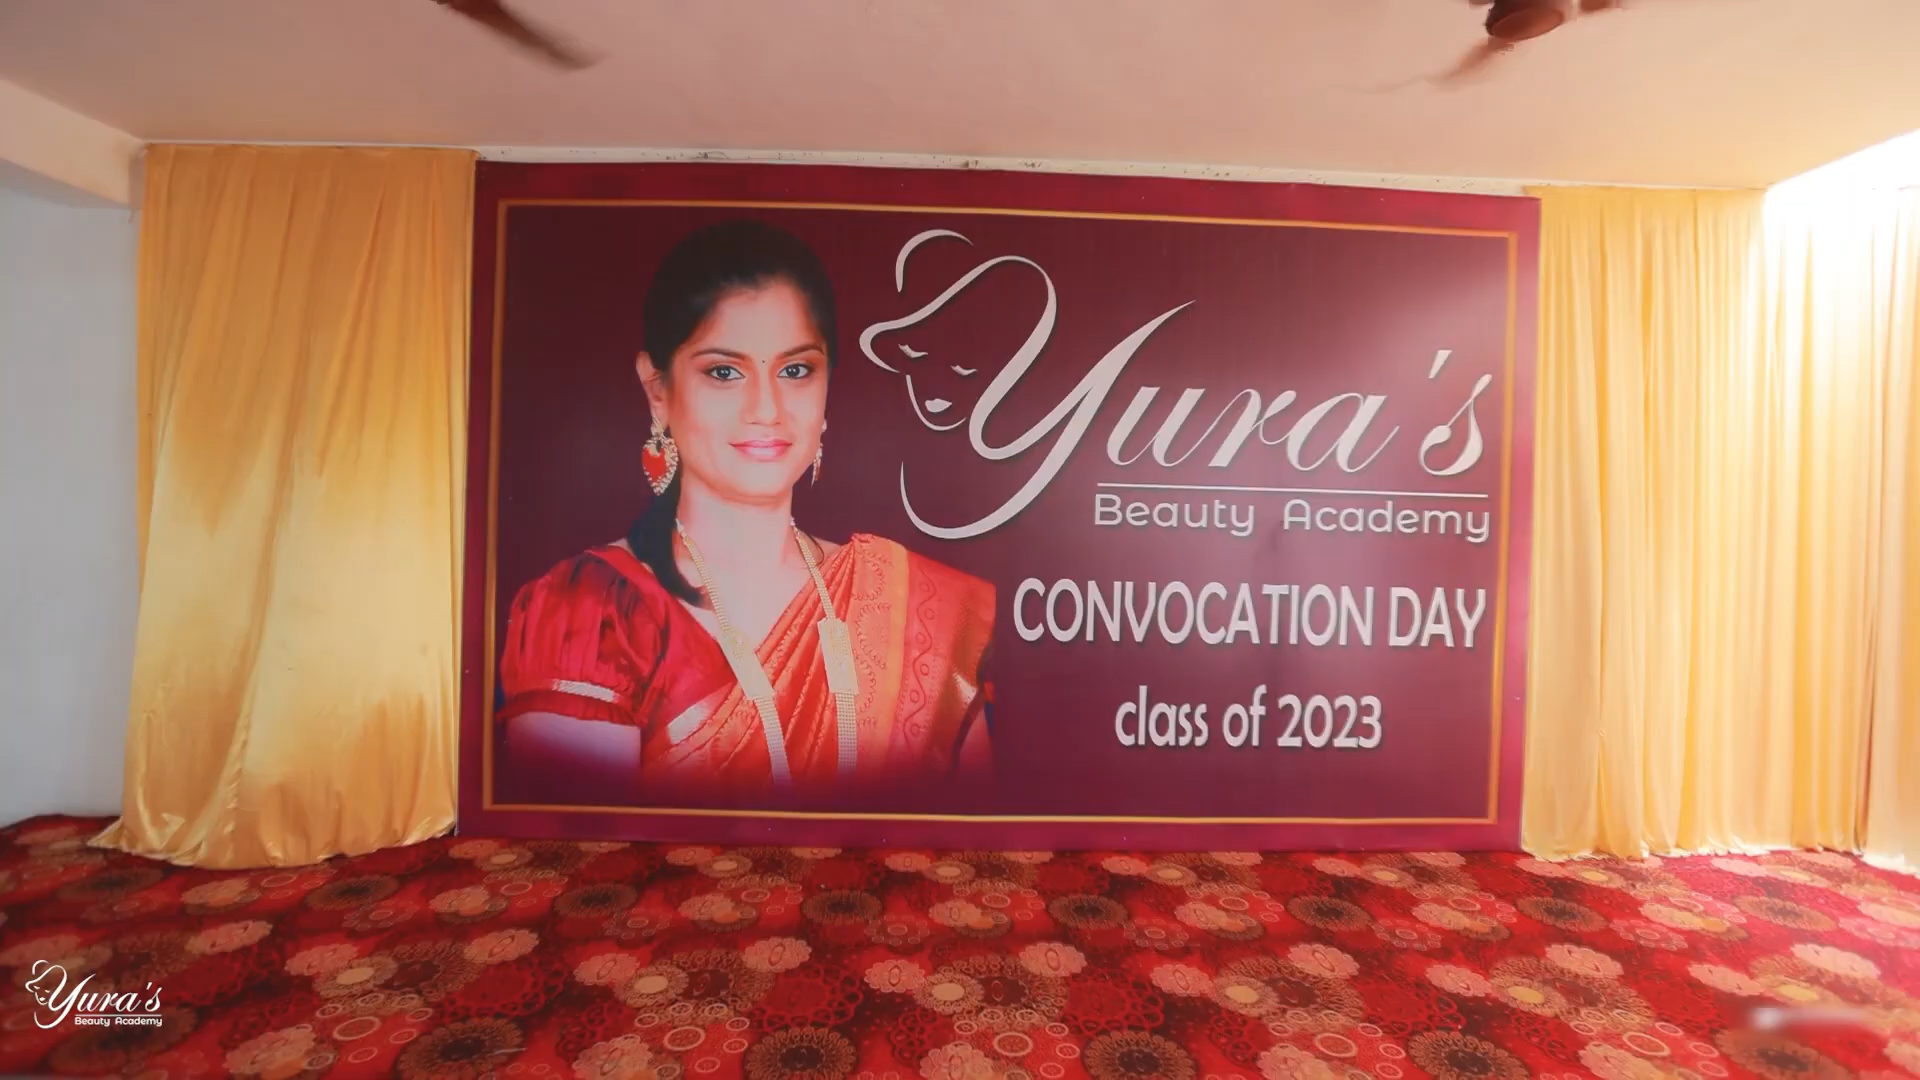 Yura's
Beauty Academy
CONVOCATION DAY
class of 2023
Yura's
Beauty Academy